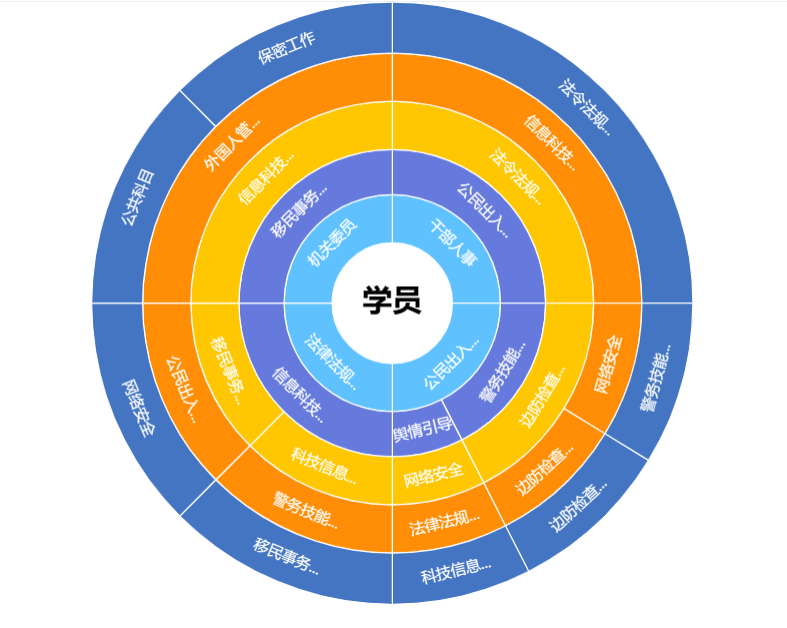 学员
干部人事
公民出入...
法律法规...
机关委员
公民出入...
警务技能...
舆情引导
信息科技...
移民事务...
法令法规...
边防检查...
网络安全
科技信息...
移民事务...
信息科技...
信息科技...
网络安全
边防检查...
法律法规...
警务技能...
公民出入...
外国人管...
法令法规...
警务技能...
边防检查...
科技信息...
移民事务...
网络安全
公共科目
保密工作